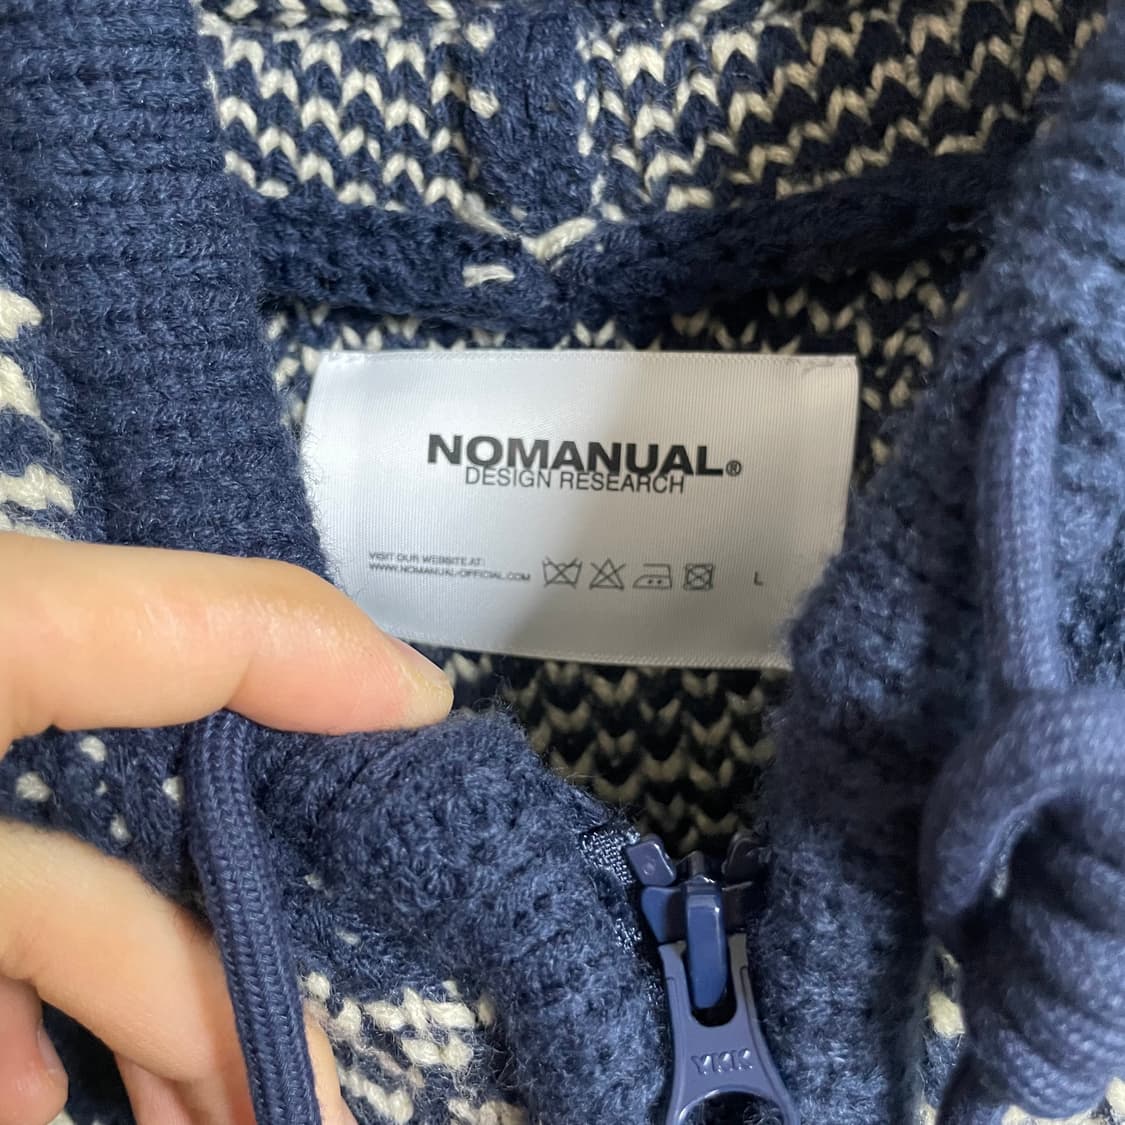 NOMANUAL.®
DESIGN RESEARCH
VISIT OUR WEBSITE AT:
WWW.NOMANUAL-OFFICIAL.COM
L
YKK